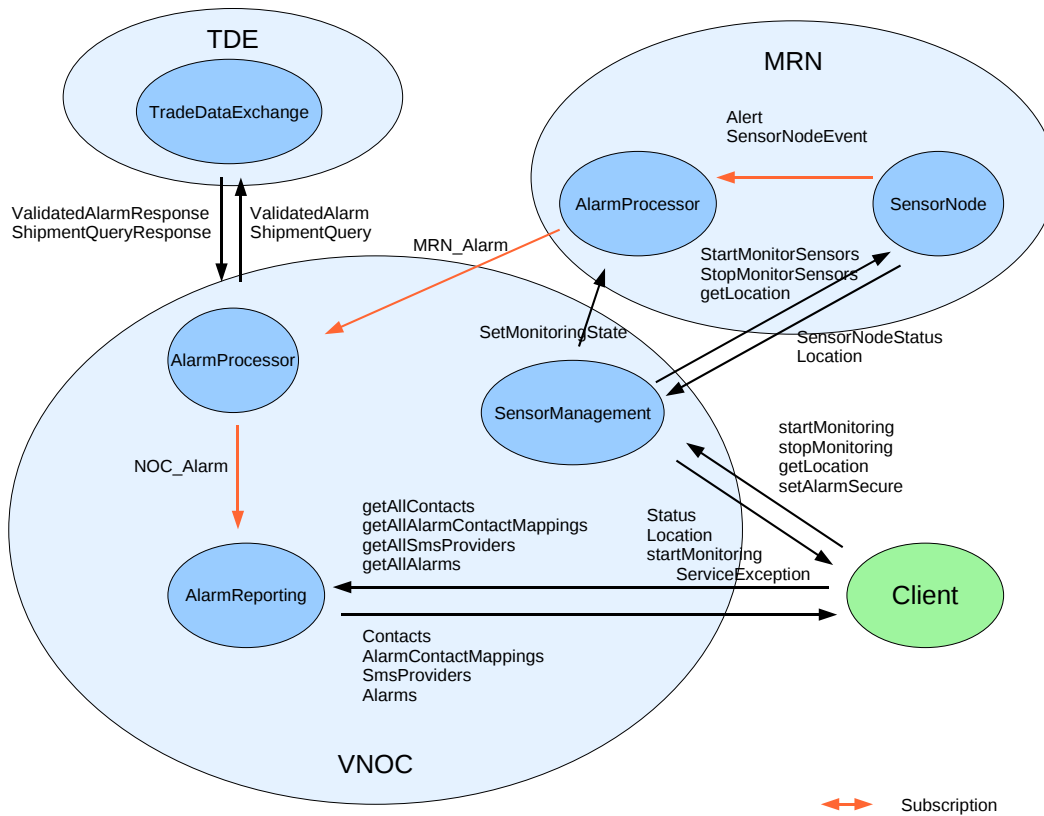 TDE
TradeDataExchange
MRN
Alert
SensorNodeEvent
AlarmProcessor
SensorNode
ValidatedAlarmResponse
ShipmentQueryResponse
ValidatedAlarm
ShipmentQuery
MRN_Alarm
StartMonitorSensors
StopMonitorSensors
getLocation
SetMonitoringState
SensorNodeStatus
Location
AlarmProcessor
SensorManagement
startMonitoring
stopMonitoring
getLocation
setAlarmSecure
NOC_Alarm
getAllContacts
getAllAlarmContactMappings
getAllSmsProviders
getAllAlarms
Status
Location
startMonitoring
ServiceException
AlarmReporting
Client
Contacts
AlarmContactMappings
SmsProviders
Alarms
VNOC
Subscription